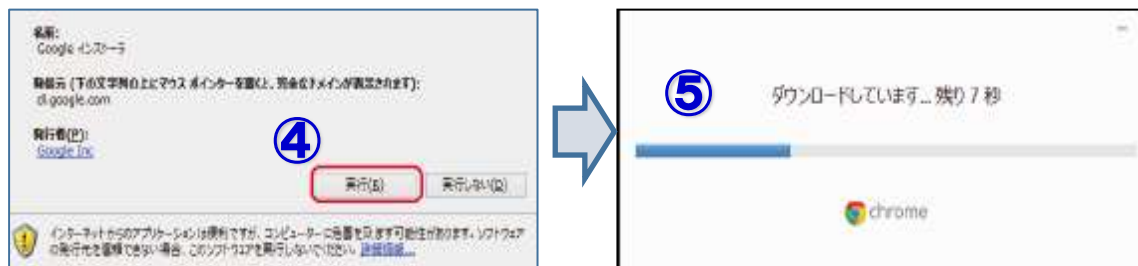 名前:
Google インストーラ
発信元 (下の文字列の上にマウス ポインターを置くと、完全なドメインが表示されます):
dl.google.com
発行者(P):
Google Inc
④
実行(R)
実行しない(D)
インターネットからのアプリケーションは便利ですが、コンピューターに危害を及ぼす可能性があります。ソフトウェア
の発行元を信頼できない場合、このソフトウェアを実行しないでください。詳細情報...
⑤
ダウンロードしています... 残り 7 秒
chrome